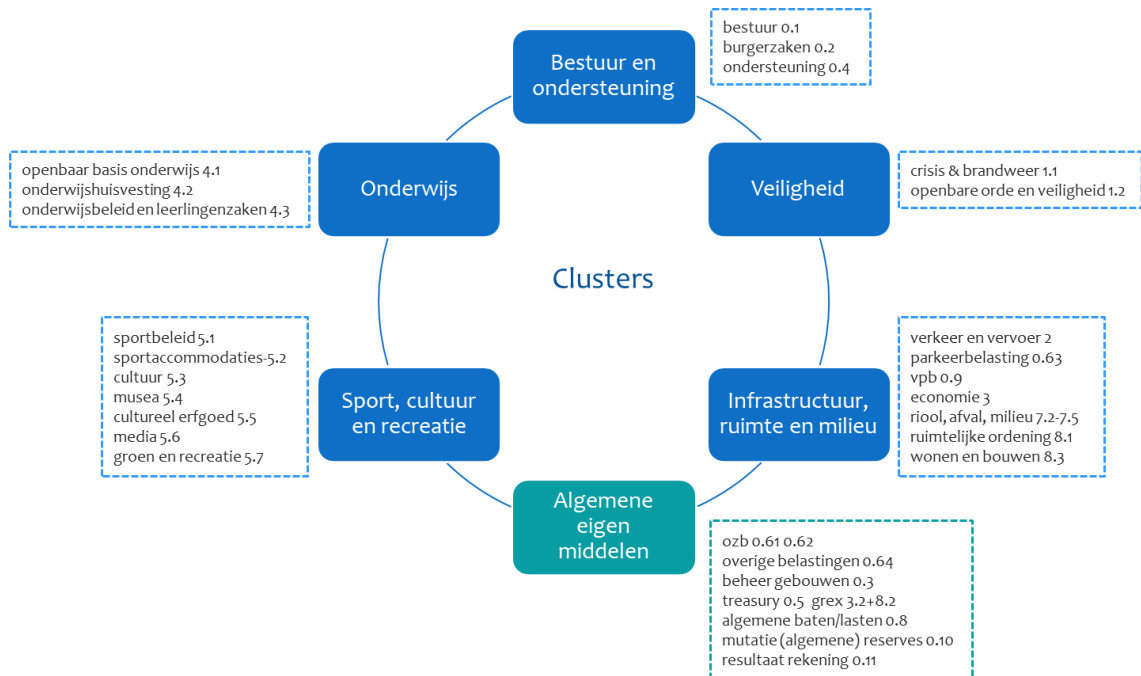 bestuur 0.1
burgerzaken 0.2
ondersteuning 0.4
Bestuur en
ondersteuning
openbaar basis onderwijs 4.1
onderwijshuisvesting 4.2
onderwijsbeleid en leerlingenzaken 4.3
Onderwijs
Veiligheid
crisis & brandweer 1.1
openbare orde en veiligheid 1.2
Clusters
sportbeleid 5.1
sportaccommodaties-5.2
cultuur 5.3
musea 5.4
cultureel erfgoed 5.5
media 5.6
groen en recreatie 5.7
Sport, cultuur
en recreatie
Infrastructuur,
ruimte en milieu
verkeer en vervoer 2
parkeerbelasting 0.63
vpb 0.9
economie 3
riool, afval, milieu 7.2-7.5
ruimtelijke ordening 8.1
wonen en bouwen 8.3
Algemene
eigen
middelen
ozb 0.61 0.62
overige belastingen 0.64
beheer gebouwen 0.3
treasury 0.5 grex 3.2+8.2
algemene baten/lasten 0.8
mutatie (algemene) reserves 0.10
resultaat rekening 0.11